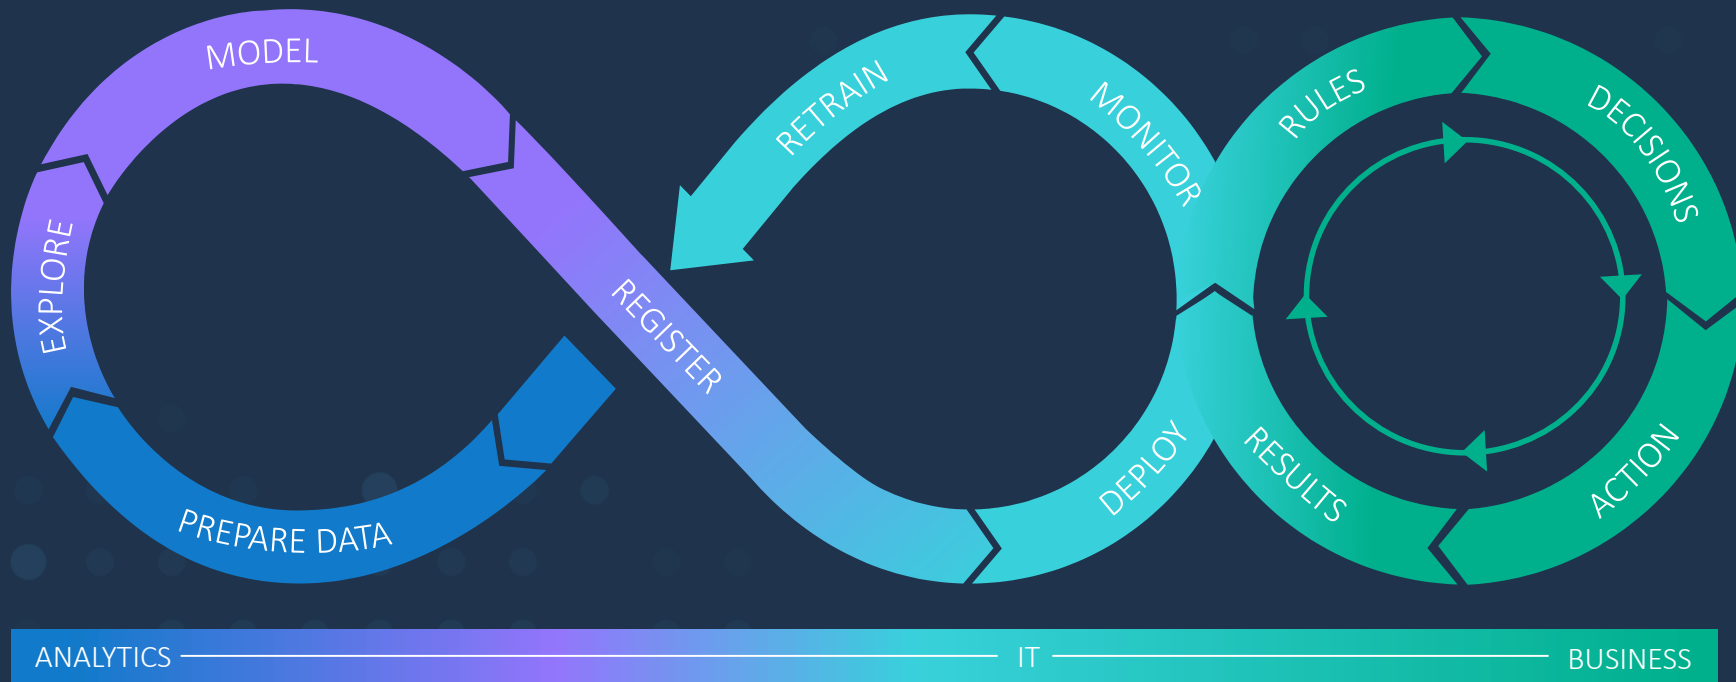 MODEL
EXPLORE
PREPARE DATA
REGISTER
RETRAIN
MONITOR
DEPLOY
RULES
DECISIONS
ACTION
RESULTS
ANALYTICS
IT
BUSINESS